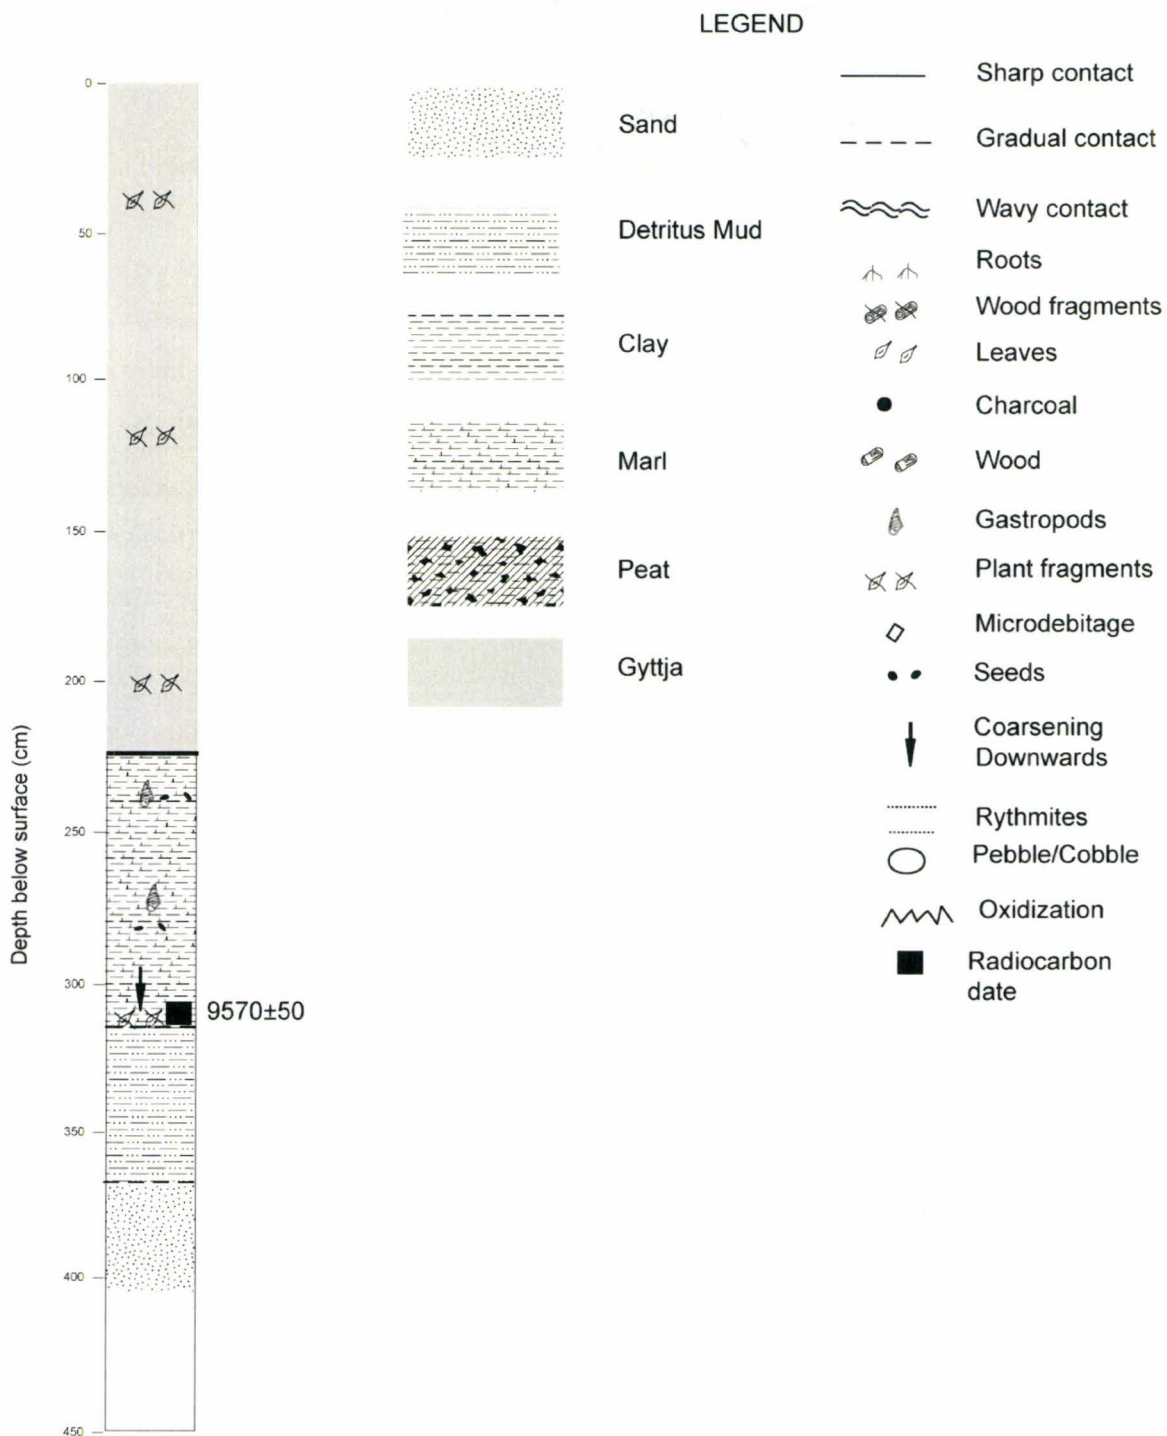 LEGEND
0
50
100
150
200
250
300
350
400
450
Depth below surface (cm)
9570±50
Sand
Detritus Mud
Clay
Marl
Peat
Gyttja
Sharp contact
Gradual contact
Wavy contact
Roots
Wood fragments
Leaves
Charcoal
Wood
Gastropods
Plant fragments
Microdebitage
Seeds
Coarsening
Downwards
Rythmites
Pebble/Cobble
Oxidization
Radiocarbon
date